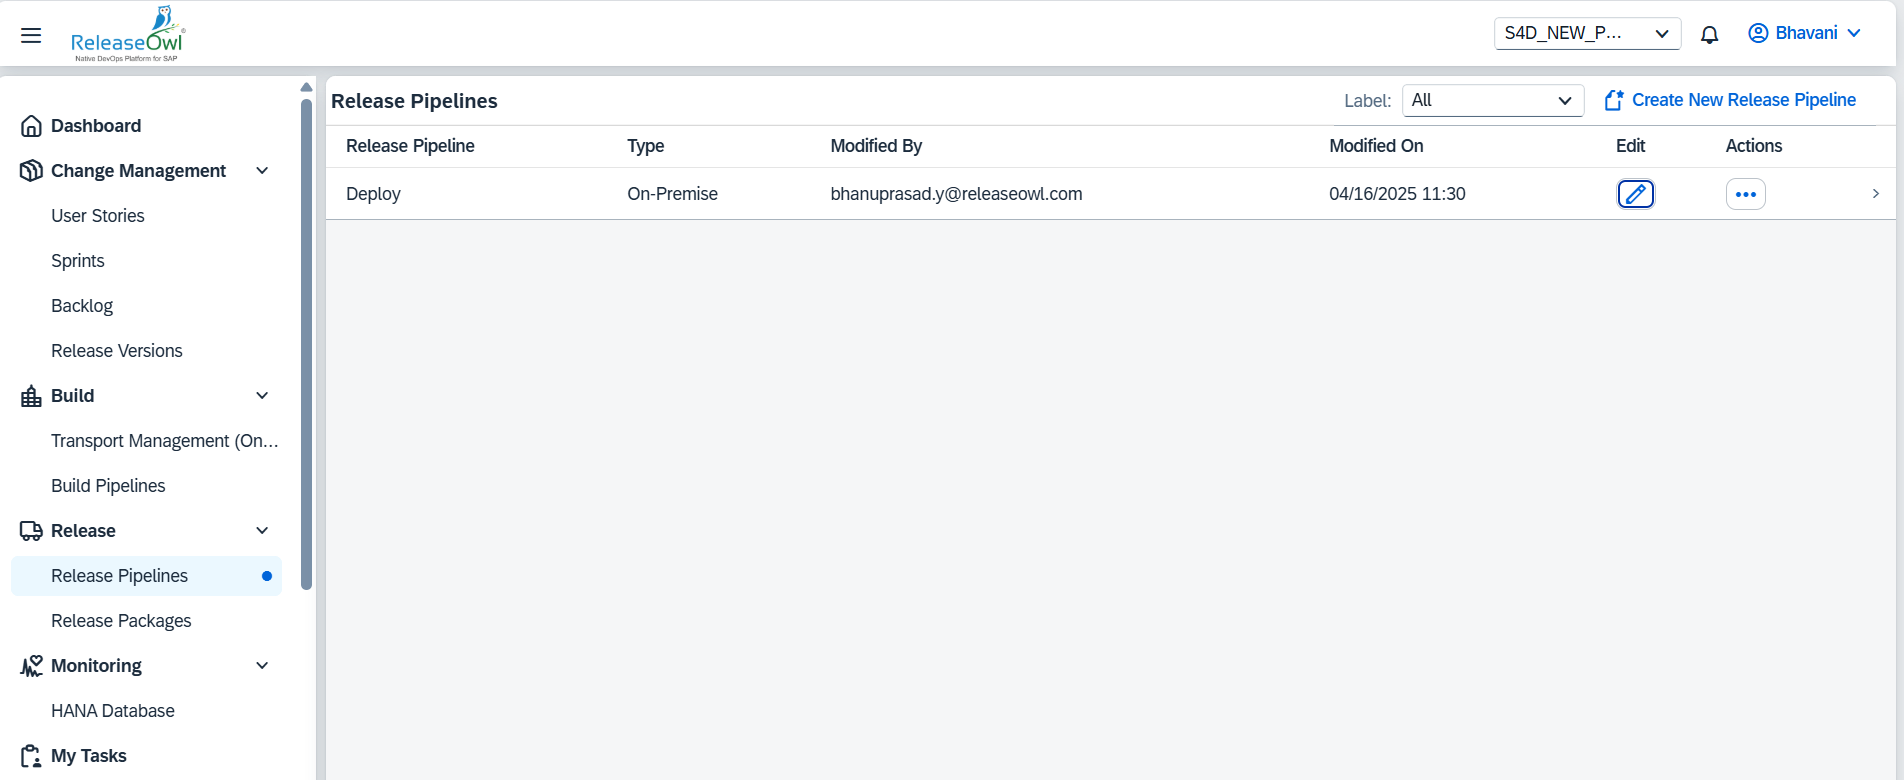 ReleaseOwl®
Native DevOps Platform for SAP
S4D_NEW_P...
Bhavani
Dashboard
Change Management
User Stories
Sprints
Backlog
Release Versions
Build
Transport Management (On...
Build Pipelines
Release
Release Pipelines
Release Packages
Monitoring
HANA Database
My Tasks
Release Pipelines Label: All Create New Release Pipeline
Release Pipeline Type Modified By Modified On Edit Actions
Deploy On-Premise bhanuprasad.y@releaseowl.com 04/16/2025 11:30